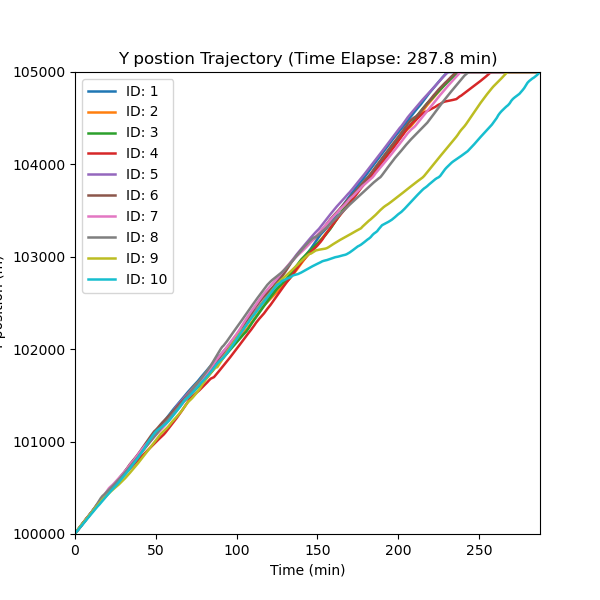 Y postion Trajectory (Time Elapse: 287.8 min)
105000
104000
103000
102000
101000
100000
ID: 1
ID: 2
ID: 3
ID: 4
ID: 5
ID: 6
ID: 7
ID: 8
ID: 9
ID: 10
0 50 100 150 200 250
Time (min)